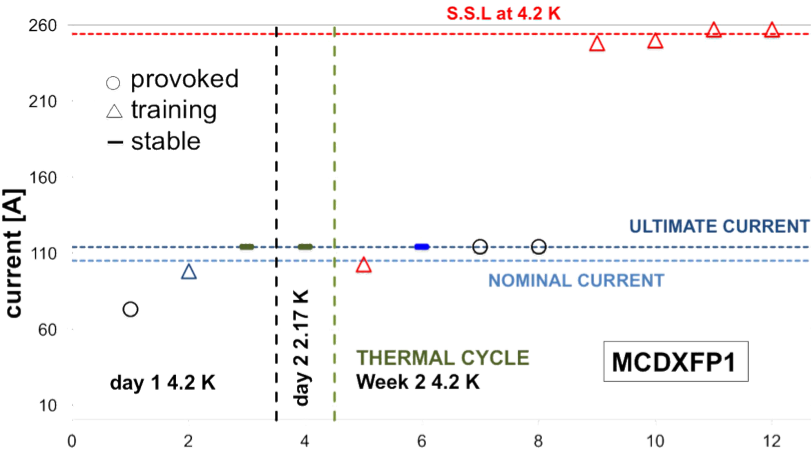 260
S.S.L at 4.2 K
provoked
210
training
stable
160
current [A]
ULTIMATE CURRENT
110
NOMINAL CURRENT
60
day 2 2.17 K
THERMAL CYCLE
MCDXFP1
day 1 4.2 K
Week 2 4.2 K
10
0 2 4 6 8 10 12